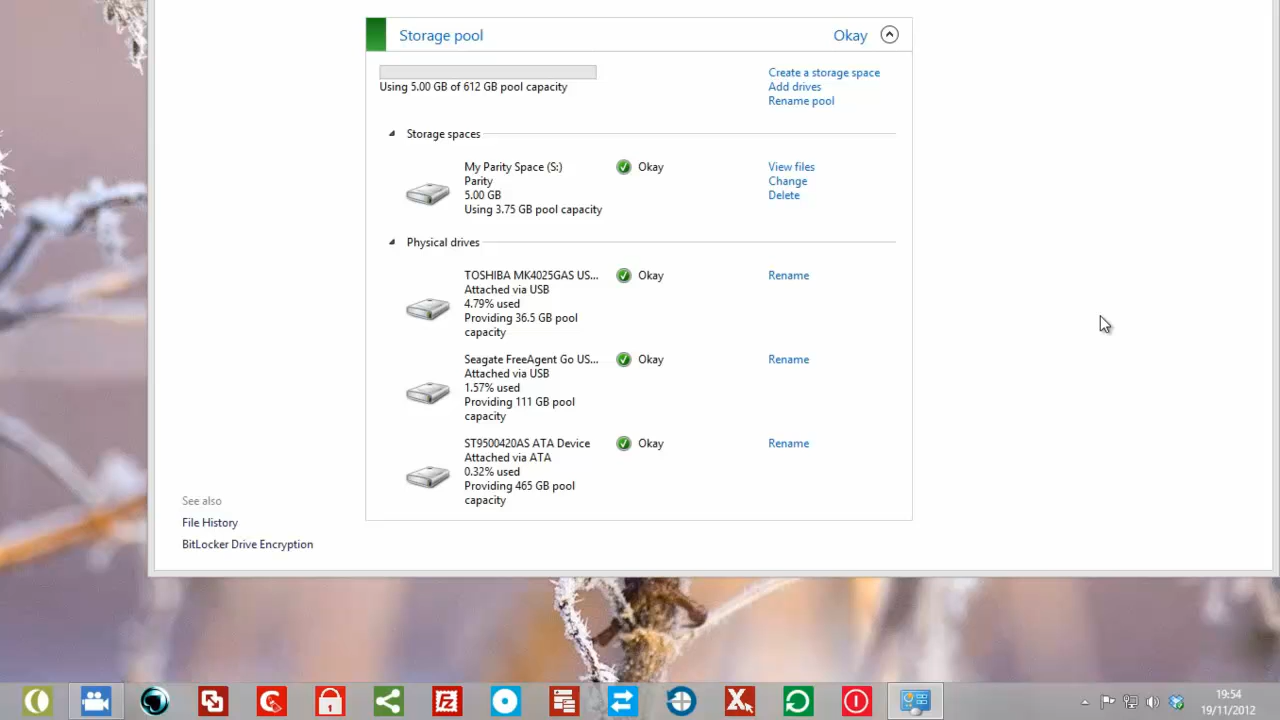 Storage pool
Okay
Using 5.00 GB of 612 GB pool capacity
Create a storage space
Add drives
Rename pool
Storage spaces
My Parity Space (S:)
Okay
View files
Parity
Change
5.00 GB
Delete
Using 3.75 GB pool capacity
Physical drives
TOSHIBA MK4025GAS US...
Okay
Rename
Attached via USB
4.79% used
Providing 36.5 GB pool
capacity
Seagate FreeAgent Go US...
Okay
Rename
Attached via USB
1.57% used
Providing 111 GB pool
capacity
ST9500420AS ATA Device
Okay
Rename
Attached via ATA
0.32% used
Providing 465 GB pool
capacity
See also
File History
BitLocker Drive Encryption
19:54
19/11/2012